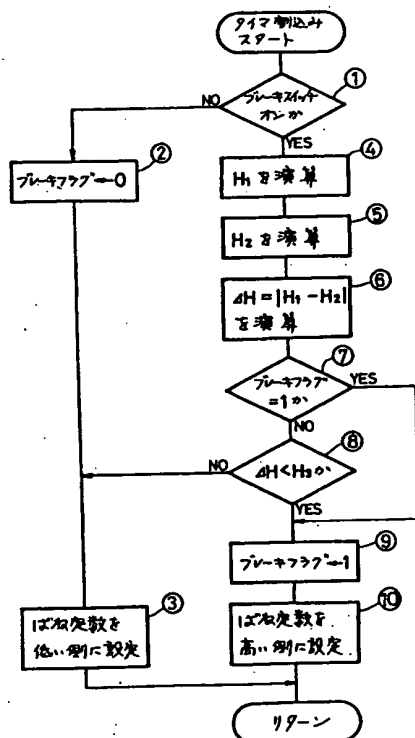 タイマ割込み
スタート
①
ブレーキスイッチ
オンか
NO
YES
②
ブレーキフラグ←0
④
H₁を演算
⑤
H₂を演算
⑥
ΔH=|H₁-H₂|
を演算
⑦
ブレーキフラグ
=1か
YES
NO
⑧
ΔH<H₃か
NO
YES
⑨
ブレーキフラグ←1
③
ばね定数を
低い側に設定
⑩
ばね定数を
高い側に設定
リターン